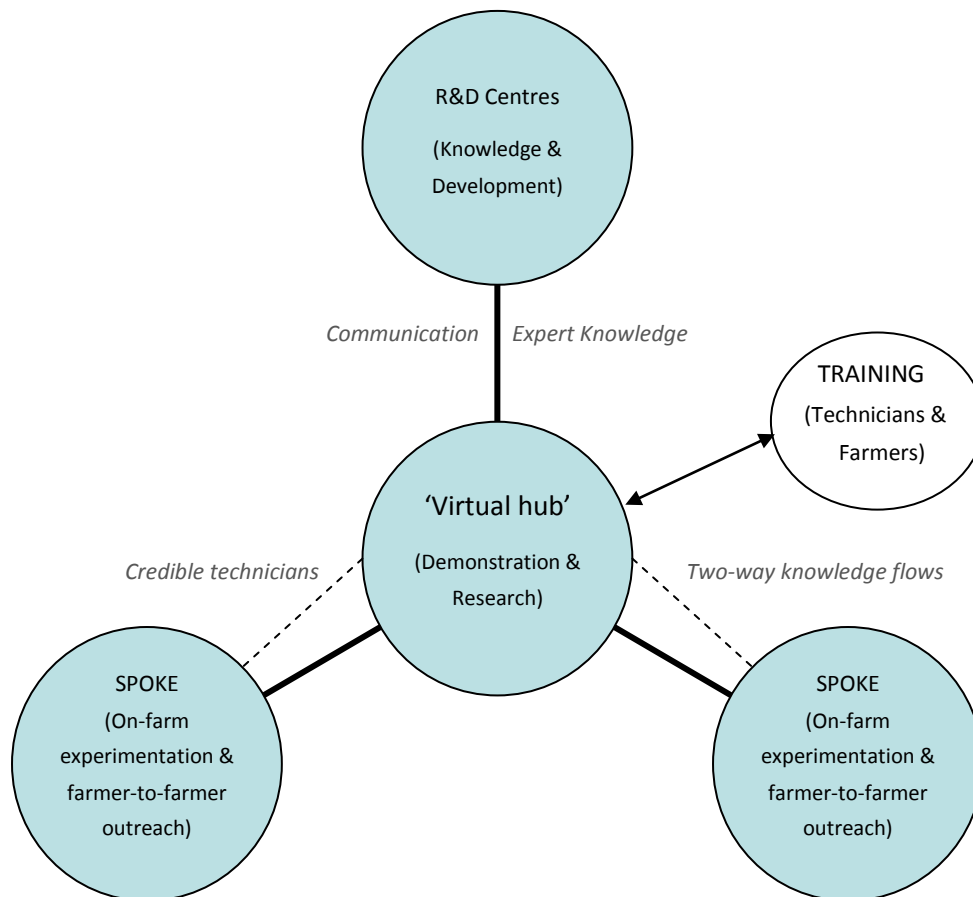 R&D Centres
(Knowledge &
Development)
Communication
Expert Knowledge
TRAINING
(Technicians &
Farmers)
‘Virtual hub’
(Demonstration &
Research)
Credible technicians
Two-way knowledge flows
SPOKE
(On-farm
experimentation &
farmer-to-farmer
outreach)
SPOKE
(On-farm
experimentation &
farmer-to-farmer
outreach)